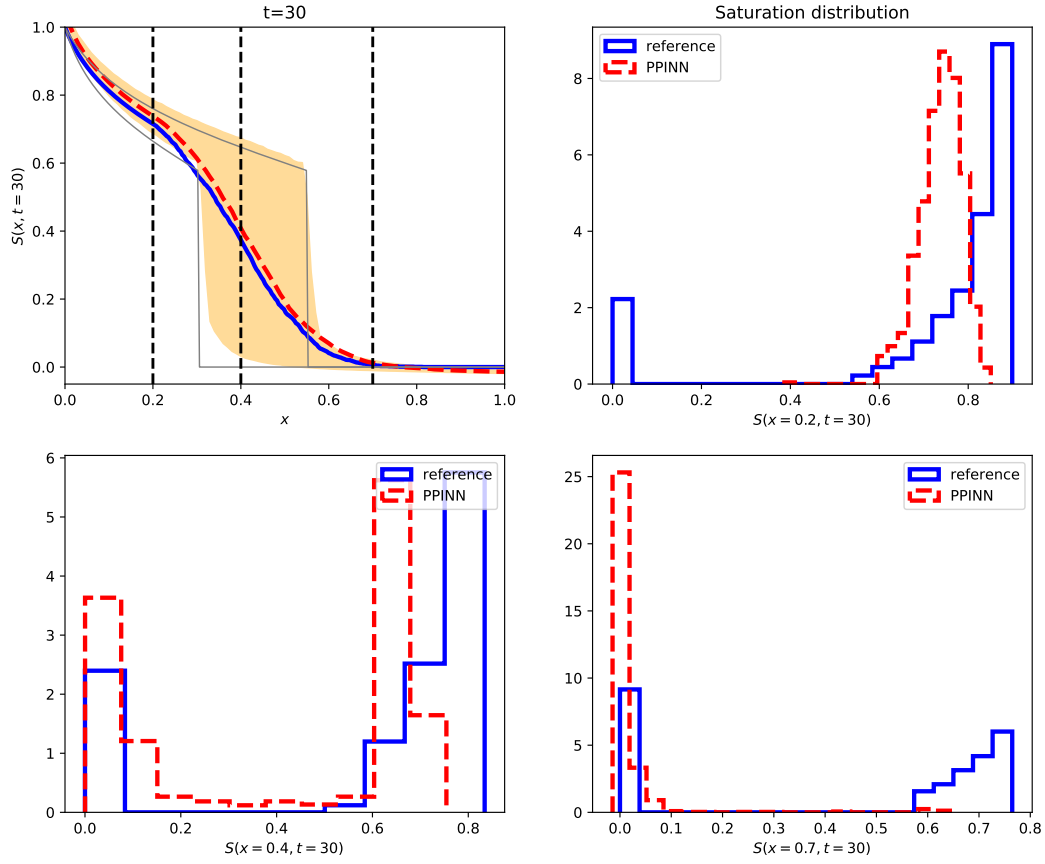 t=30
S(x, t = 30)
1.0
0.8
0.6
0.4
0.2
0.0
0.0 0.2 0.4 0.6 0.8 1.0
x
Saturation distribution
reference
PPINN
8
6
4
2
0
0.0 0.2 0.4 0.6 0.8
S(x = 0.2, t = 30)
reference
PPINN
6
5
4
3
2
1
0
0.0 0.2 0.4 0.6 0.8
S(x = 0.4, t = 30)
reference
PPINN
25
20
15
10
5
0
0.0 0.1 0.2 0.3 0.4 0.5 0.6 0.7 0.8
S(x = 0.7, t = 30)